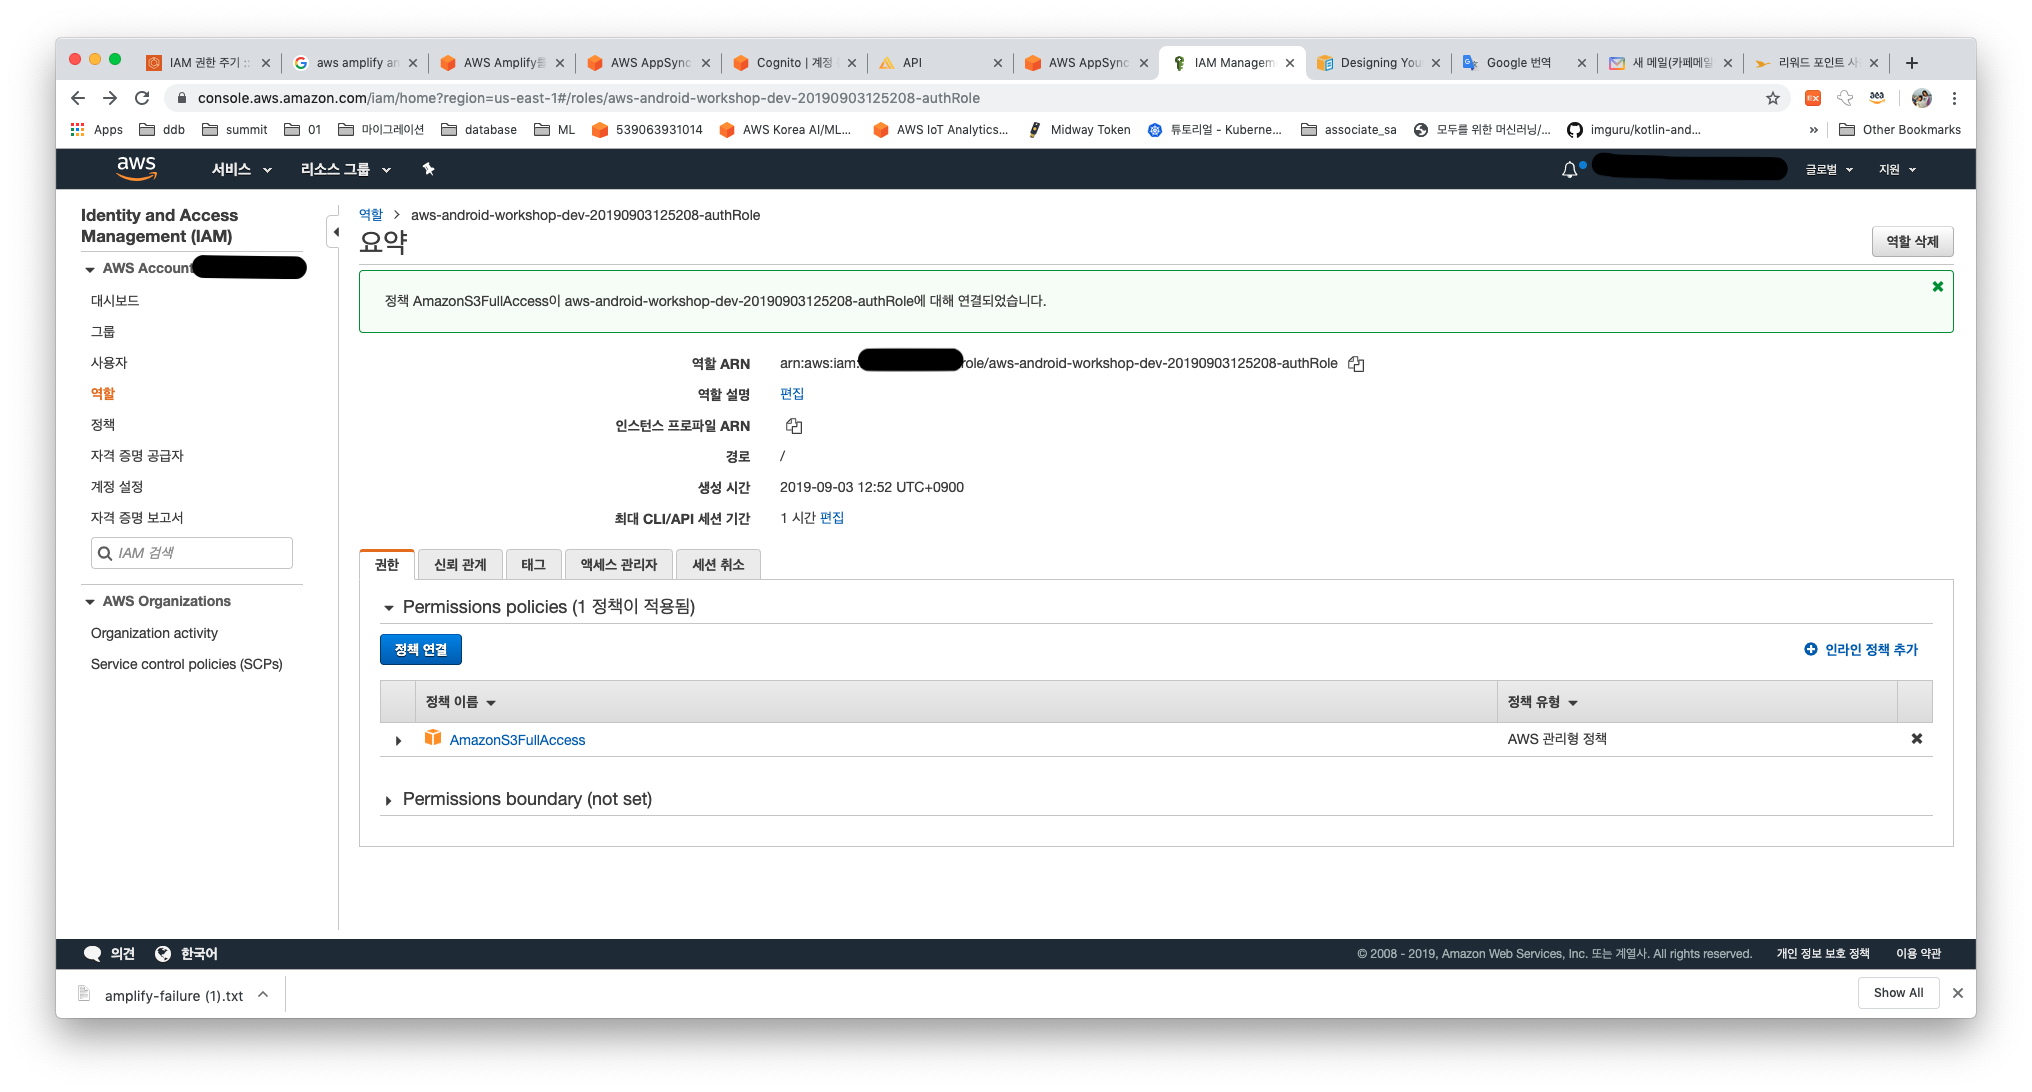 IAM 권한 주기 ::
aws amplify an
AWS Amplify를
AWS AppSync
Cognito | 계정
API
AWS AppSync
IAM Managem
Designing You
Google 번역
새 메일(카페메일
리워드 포인트 시
console.aws.amazon.com/iam/home?region=us-east-1#/roles/aws-android-workshop-dev-20190903125208-authRole
Apps
ddb
summit
01
마이그레이션
database
ML
539063931014
AWS Korea AI/ML...
AWS IoT Analytics...
Midway Token
튜토리얼 - Kuberne...
associate_sa
모두를 위한 머신러닝/...
imguru/kotlin-and...
»
Other Bookmarks
aws
서비스
리소스 그룹
글로벌
지원
Identity and Access
Management (IAM)
AWS Account
대시보드
그룹
사용자
역할
정책
자격 증명 공급자
계정 설정
자격 증명 보고서
IAM 검색
AWS Organizations
Organization activity
Service control policies (SCPs)
역할 > aws-android-workshop-dev-20190903125208-authRole
요약
역할 삭제
정책 AmazonS3FullAccess이 aws-android-workshop-dev-20190903125208-authRole에 대해 연결되었습니다.
역할 ARN arn:aws:iam: role/aws-android-workshop-dev-20190903125208-authRole
역할 설명 편집
인스턴스 프로파일 ARN
경로 /
생성 시간 2019-09-03 12:52 UTC+0900
최대 CLI/API 세션 기간 1 시간 편집
권한
신뢰 관계
태그
액세스 관리자
세션 취소
Permissions policies (1 정책이 적용됨)
정책 연결
인라인 정책 추가
정책 이름
정책 유형
AmazonS3FullAccess
AWS 관리형 정책
Permissions boundary (not set)
의견
한국어
© 2008 - 2019, Amazon Web Services, Inc. 또는 계열사. All rights reserved.
개인 정보 보호 정책
이용 약관
amplify-failure (1).txt
Show All